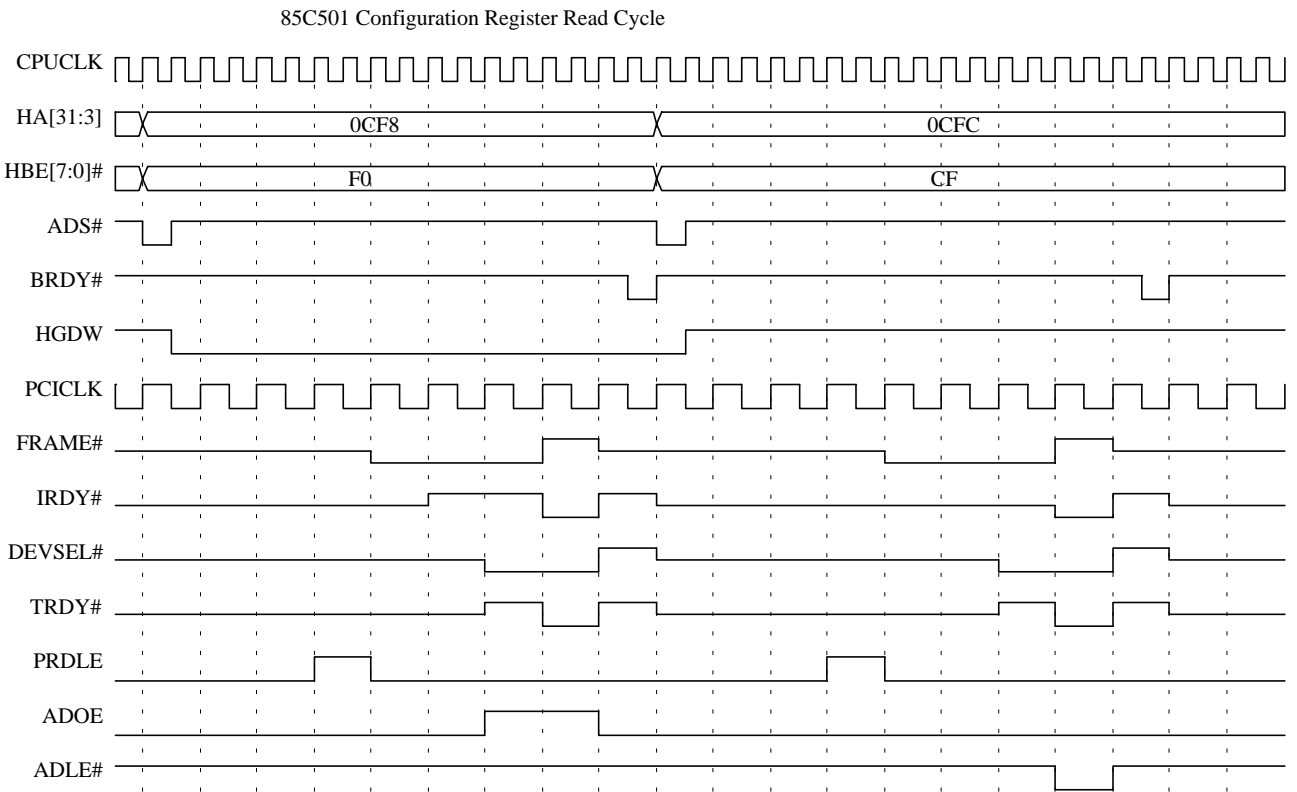 85C501 Configuration Register Read Cycle
CPUCLK
HA[31:3] 0CF8 0CFC
HBE[7:0]# F0 CF
ADS#
BRDY#
HGDW
PCICLK
FRAME#
IRDY#
DEVSEL#
TRDY#
PRDLE
ADOE
ADLE#